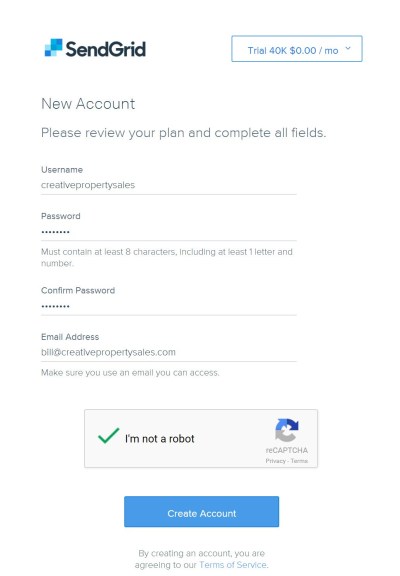 SendGrid
Trial 40K $0.00 / mo
New Account
Please review your plan and complete all fields.
Username
creativepropertysales
Password
••••••••
Must contain at least 8 characters, including at least 1 letter and
number.
Confirm Password
••••••••
Email Address
bill@creativepropertysales.com
Make sure you use an email you can access.
I'm not a robot
reCAPTCHA
Privacy - Terms
Create Account
By creating an account, you are
agreeing to our Terms of Service.